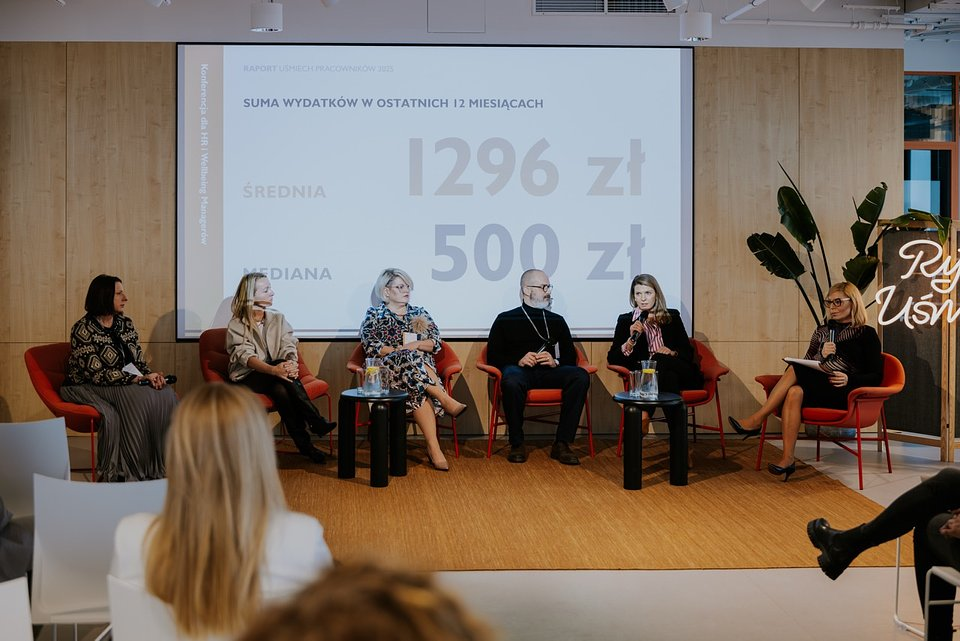 RAPORT UŚMIECH PRACOWNIKÓW 2025
Konferencja dla HR i Wellbeing Managerów
SUMA WYDATKÓW W OSTATNICH 12 MIESIĄCACH
ŚREDNIA 1296 zł
MEDIANA 500 zł